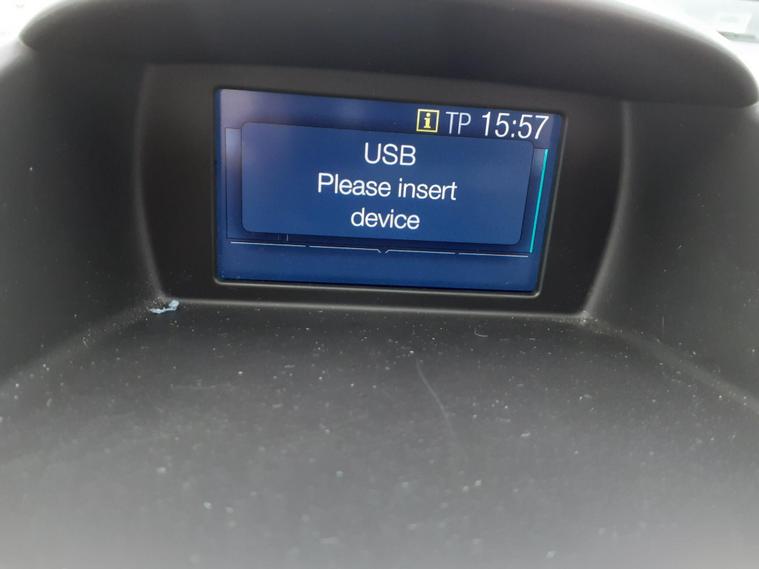 i TP 15:57
USB
Please insert
device